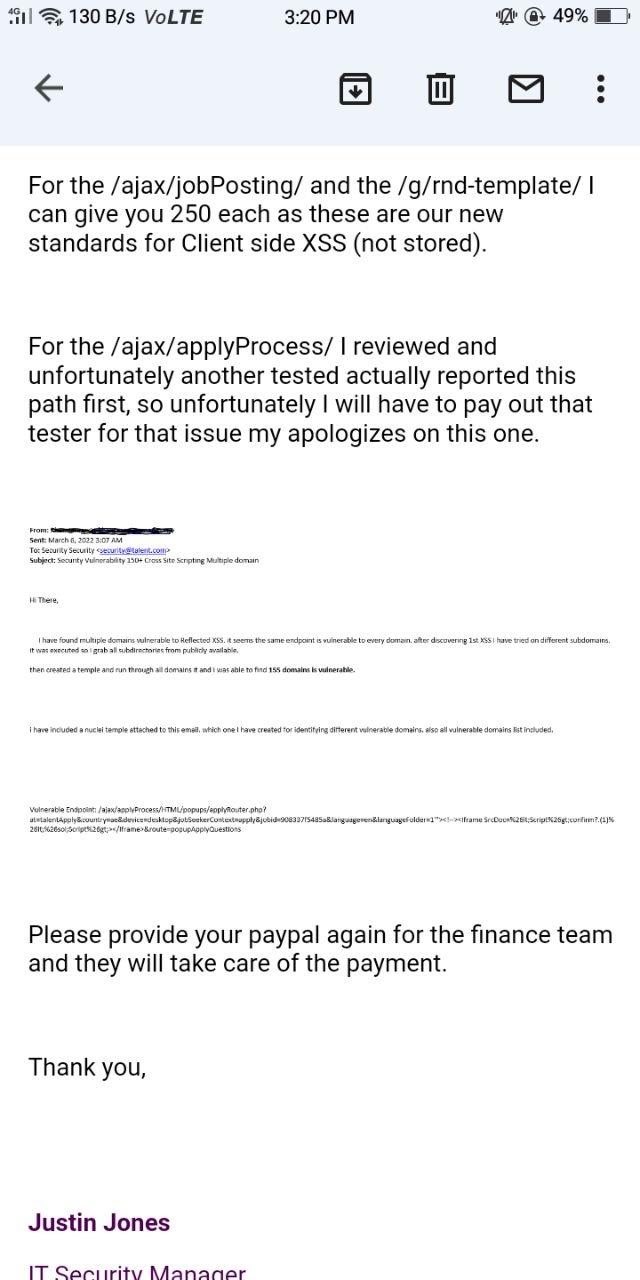 4G 130 B/s VoLTE 3:20 PM 49%
For the /ajax/jobPosting/ and the /g/rnd-template/ I
can give you 250 each as these are our new
standards for Client side XSS (not stored).
For the /ajax/applyProcess/ I reviewed and
unfortunately another tested actually reported this
path first, so unfortunately I will have to pay out that
tester for that issue my apologizes on this one.
From:
Sent: March 6, 2022 3:07 AM
To: Security Security <security@talent.com>
Subject: Security Vulnerability 150+ Cross Site Scripting Multiple domain
Hi There,
I have found multiple domains vulnerable to Reflected XSS. it seems the same endpoint is vulnerable to every domain. after discovering 1st XSS I have tried on different subdomains.
it was executed so i grab all subdirectories from publicly available.
then created a temple and run through all domains it and i was able to find 155 domains is vulnerable.
i have included a nuclei temple attached to this email. which one I have created for identifying different vulnerable domains. also all vulnerable domains list included.
Vulnerable Endpoint: /ajax/applyProcess/HTML/popups/applyRouter.php?
at=talentApply&country=ae&device=desktop&jobSeekerContext=apply&jobid=908337f5485a&language=en&languageFolder=1'"><!--><Iframe SrcDoc=%26lt;Script%26gt;confirm?.(1)%
26lt;%26sol;Script%26gt;></Iframe>&route=popupApplyQuestions
Please provide your paypal again for the finance team
and they will take care of the payment.
Thank you,
Justin Jones
IT Security Manager